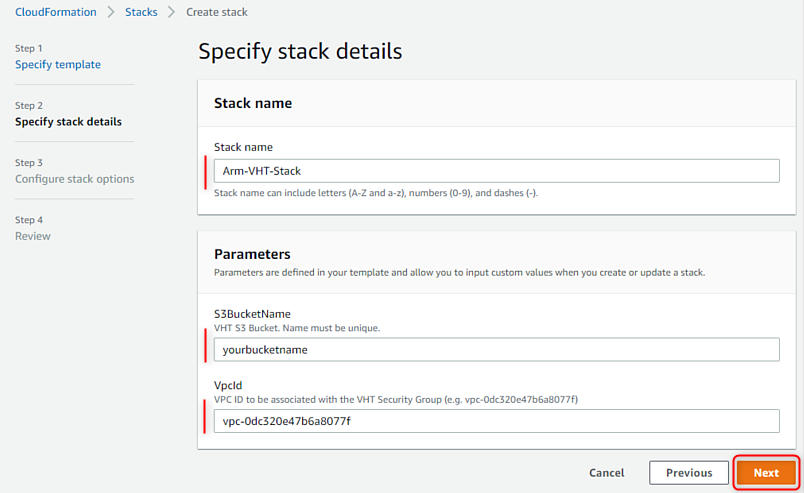 CloudFormation > Stacks > Create stack
Step 1
Specify template
Step 2
Specify stack details
Step 3
Configure stack options
Step 4
Review
Specify stack details
Stack name
Stack name
Arm-VHT-Stack
Stack name can include letters (A-Z and a-z), numbers (0-9), and dashes (-).
Parameters
Parameters are defined in your template and allow you to input custom values when you create or update a stack.
S3BucketName
VHT S3 Bucket. Name must be unique.
yourbucketname
VpcId
VPC ID to be associated with the VHT Security Group (e.g. vpc-0dc320e47b6a8077f)
vpc-0dc320e47b6a8077f
Cancel Previous Next